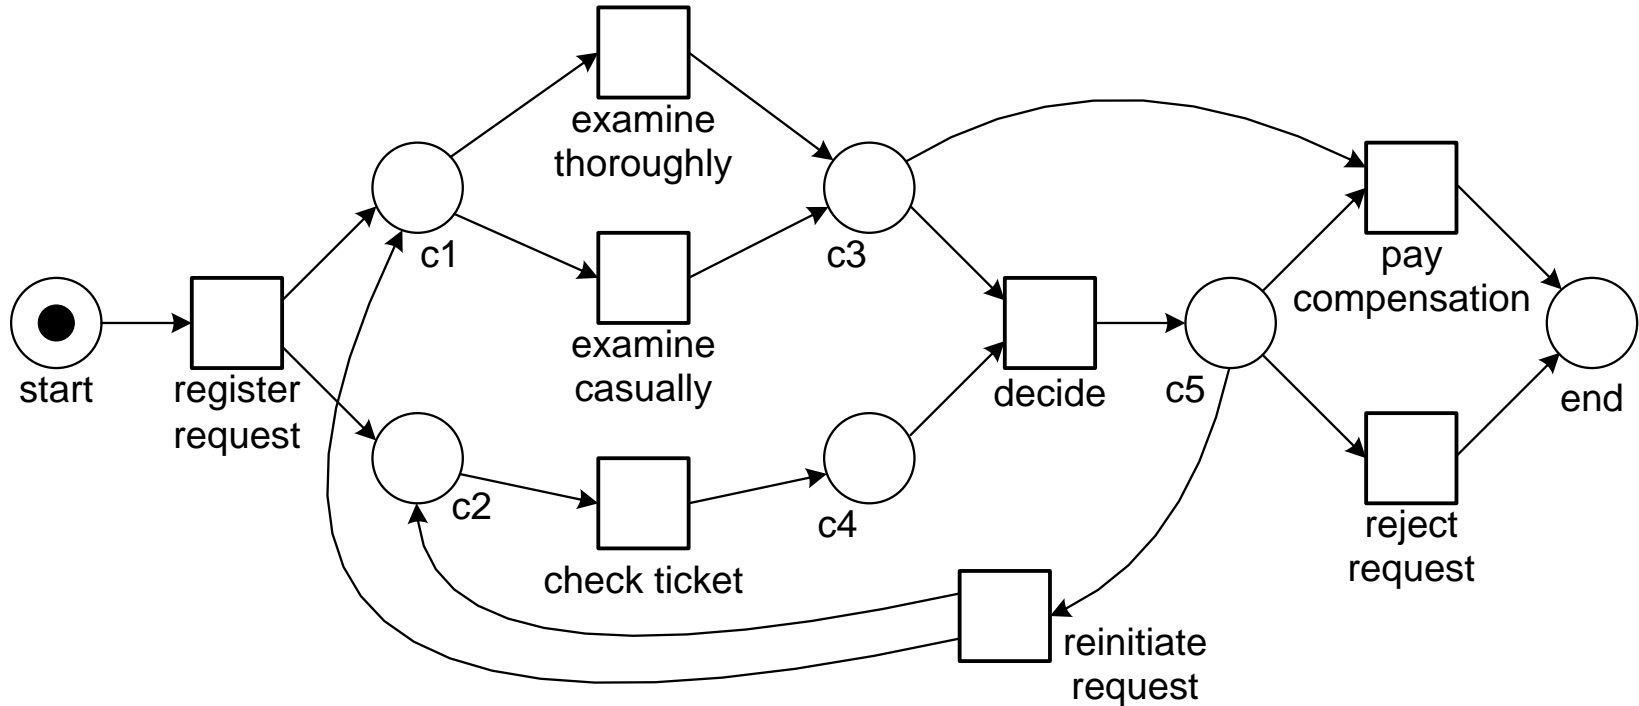 examine
thoroughly
c1
c3
pay
compensation
examine
casually
start
register
request
decide
c5
end
c2
c4
reject
request
check ticket
reinitiate
request